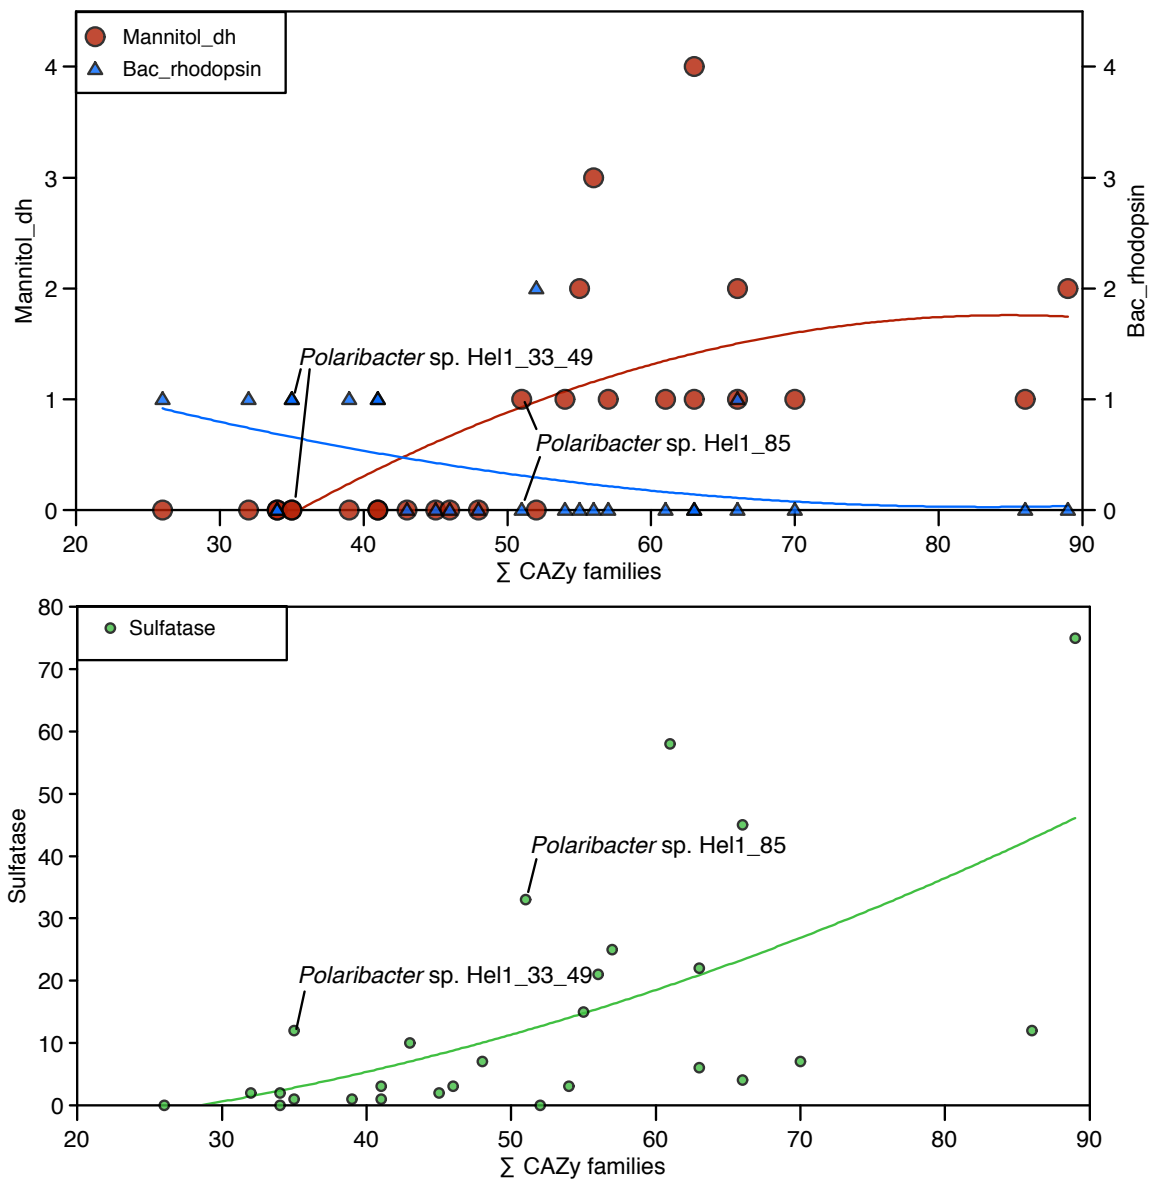 Mannitol_dh
Bac_rhodopsin
4
3
2
1
0
Mannitol_dh
4
3
2
1
0
Bac_rhodopsin
Polaribacter sp. Hel1_33_49
Polaribacter sp. Hel1_85
20 30 40 50 60 70 80 90
∑ CAZy families
Sulfatase
80
70
60
50
40
30
20
10
0
Sulfatase
Polaribacter sp. Hel1_85
Polaribacter sp. Hel1_33_49
20 30 40 50 60 70 80 90
∑ CAZy families